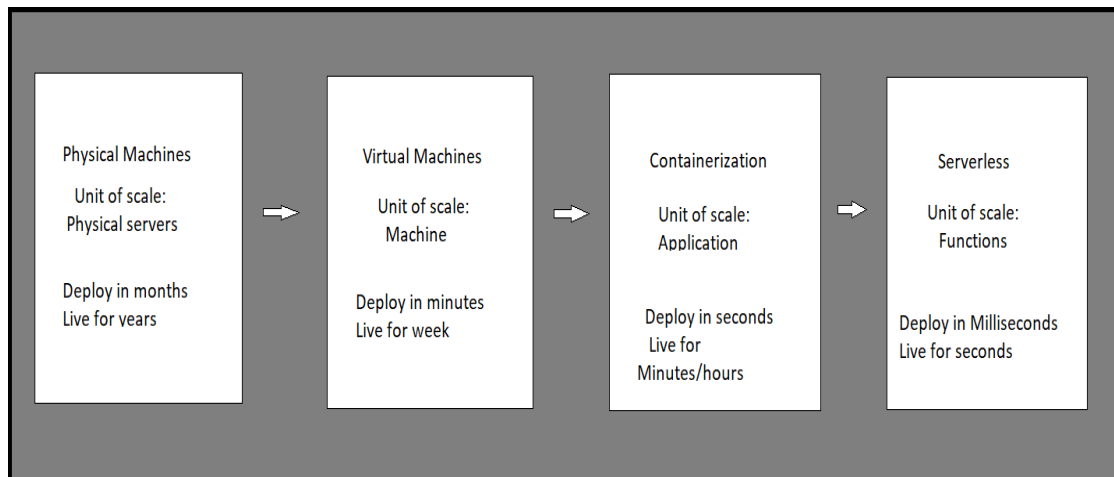 Physical Machines
Unit of scale:
Physical servers
Deploy in months
Live for years
Virtual Machines
Unit of scale:
Machine
Deploy in minutes
Live for week
Containerization
Unit of scale:
Application
Deploy in seconds
Live for
Minutes/hours
Serverless
Unit of scale:
Functions
Deploy in Milliseconds
Live for seconds